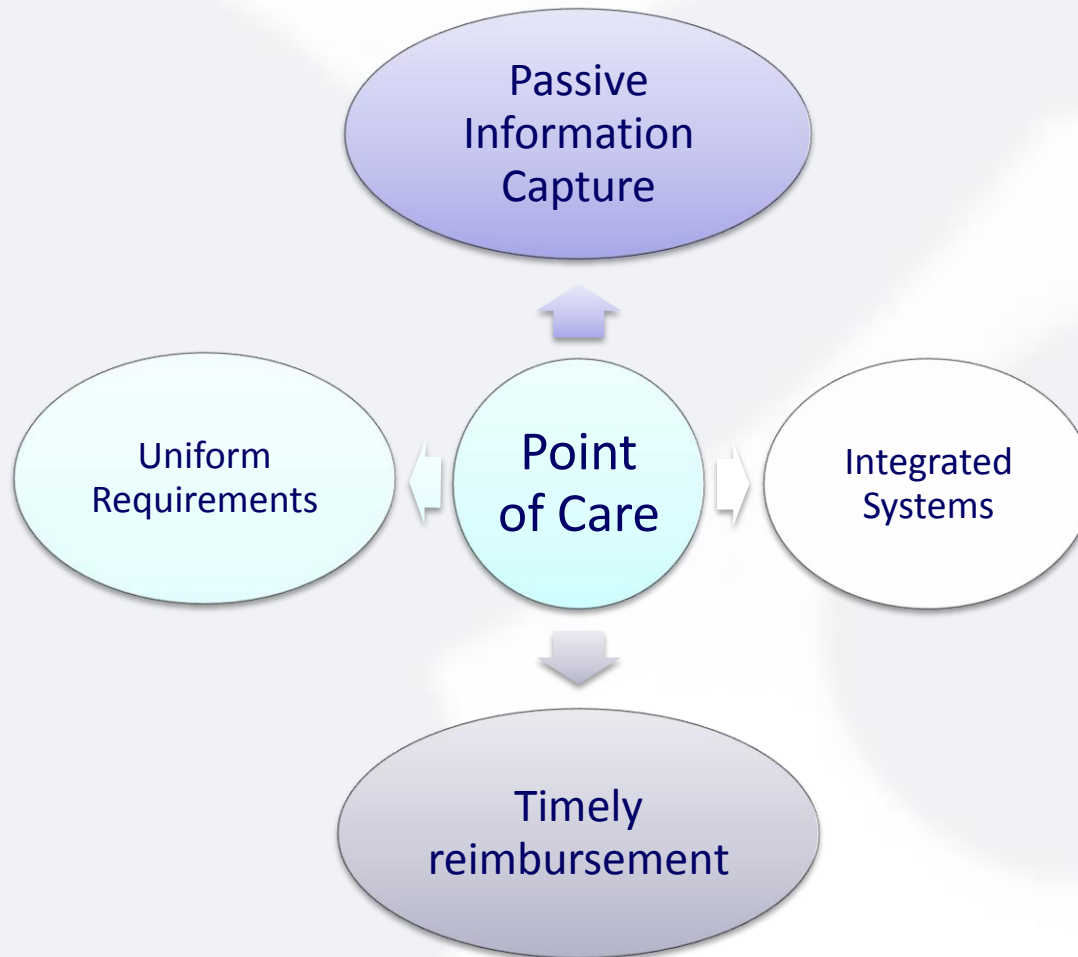 Passive
Information
Capture
Uniform
Requirements
Point
of Care
Integrated
Systems
Timely
reimbursement